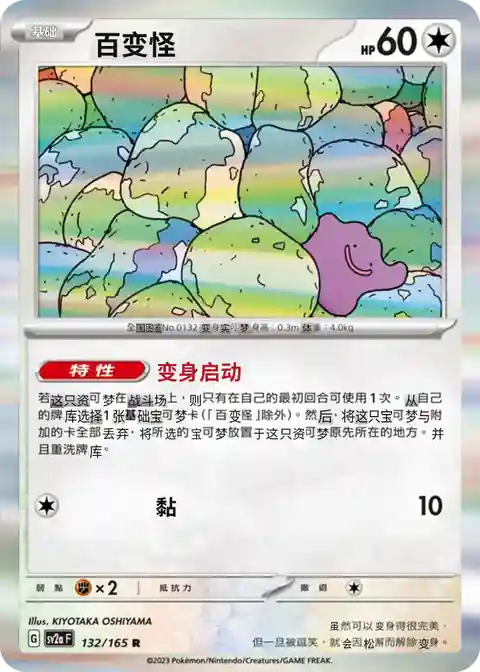 基础
百变怪
HP 60
全国图鉴No.0132 变身宝可梦 身高：0.3m 体重：4.0kg
特性 变身启动
若这只资可梦在战斗场上，则只有在自己的最初回合可使用1次。从自己
的牌库选择1张基础宝可梦卡(「百变怪」除外)。然后，将这只宝可梦与
附加的卡全部丢弃，将所选的宝可梦放置于这只资可梦原先所在的地方。并
且重洗牌库。
黏 10
弱點 ×2 抵抗力 撤退
Illus. KIYOTAKA OSHIYAMA
G sv2a F 132/165 R
虽然可以变身得很完美，
但一旦被逗笑，就会因松解而解除变身。
©2023 Pokémon/Nintendo/Creatures/GAME FREAK.